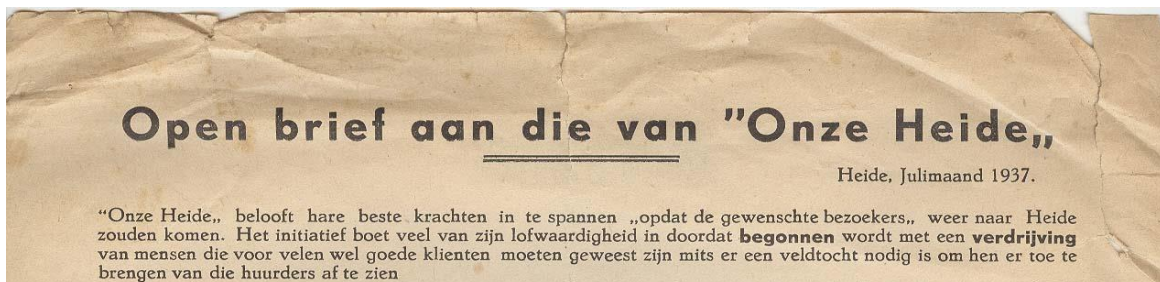 Open brief aan die van "Onze Heide„
Heide, Julimaand 1937.
“Onze Heide„ belooft hare beste krachten in te spannen „opdat de gewenschte bezoekers„ weer naar Heide
zouden komen. Het initiatief boet veel van zijn lofwaardigheid in doordat begonnen wordt met een verdrijving
van mensen die voor velen wel goede klienten moeten geweest zijn mits er een veldtocht nodig is om hen er toe te
brengen van die huurders af te zien